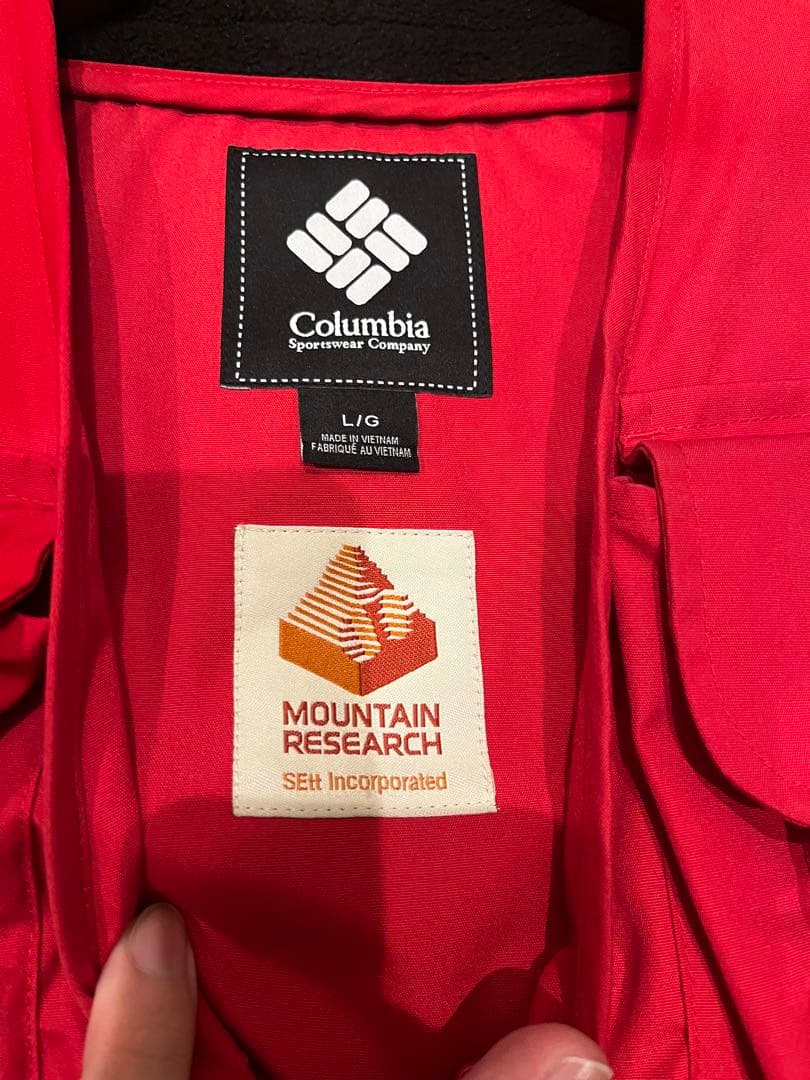 Columbia
Sportswear Company
L/G
MADE IN VIETNAM
FABRIQUÉ AU VIETNAM
MOUNTAIN
RESEARCH
SEtt Incorporated